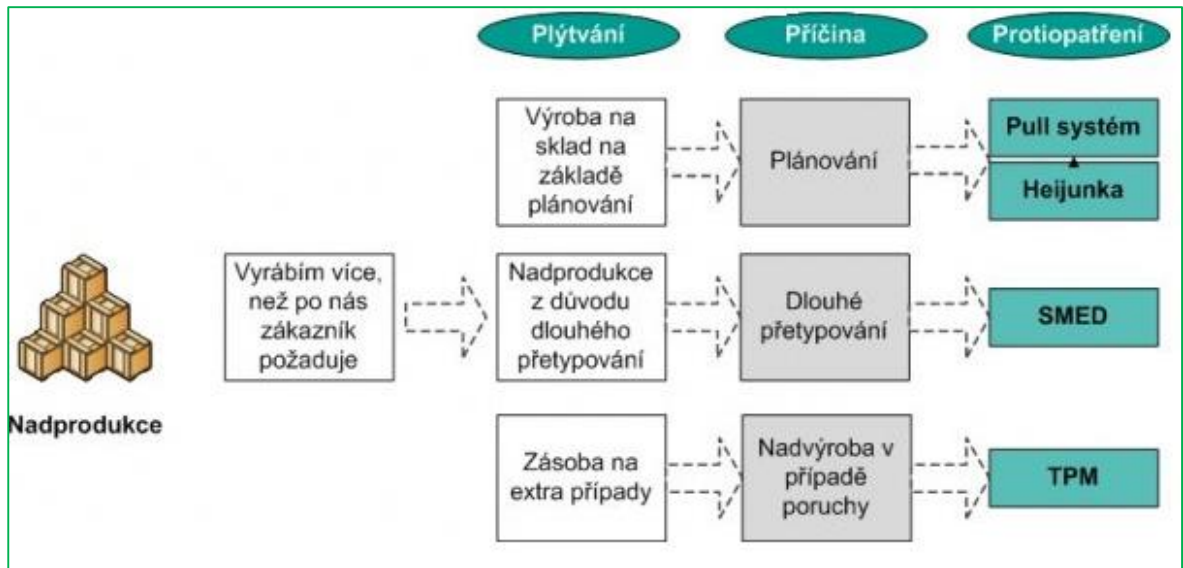 Plýtvání
Příčina
Protiopatření
Výroba na
sklad na
základě
plánování
Plánování
Pull systém
Heijunka
Vyrábím více,
než po nás
zákazník
požaduje
Nadprodukce
z důvodu
dlouhého
přetypování
Dlouhé
přetypování
SMED
Nadprodukce
Zásoba na
extra případy
Nadvýroba v
případě
poruchy
TPM